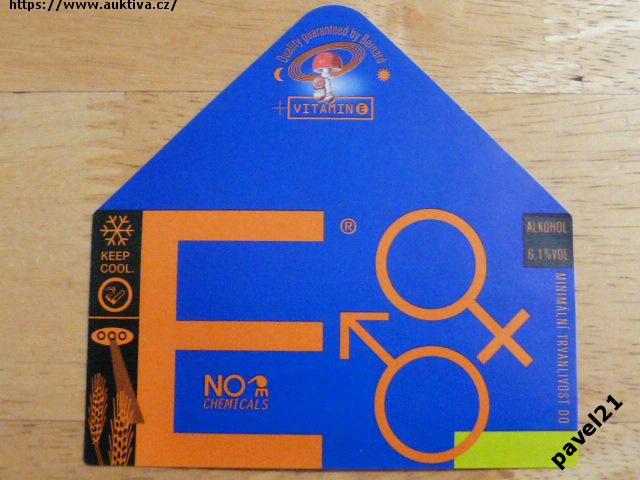 https://www.auktiva.cz/
Quality guaranteed by Bernard
+VITAMIN E
E
®
ALKOHOL
6,1%VOL
KEEP
COOL.
MINIMÁLNÍ TRVANLIVOST DO
NO
CHEMICALS
pavel21